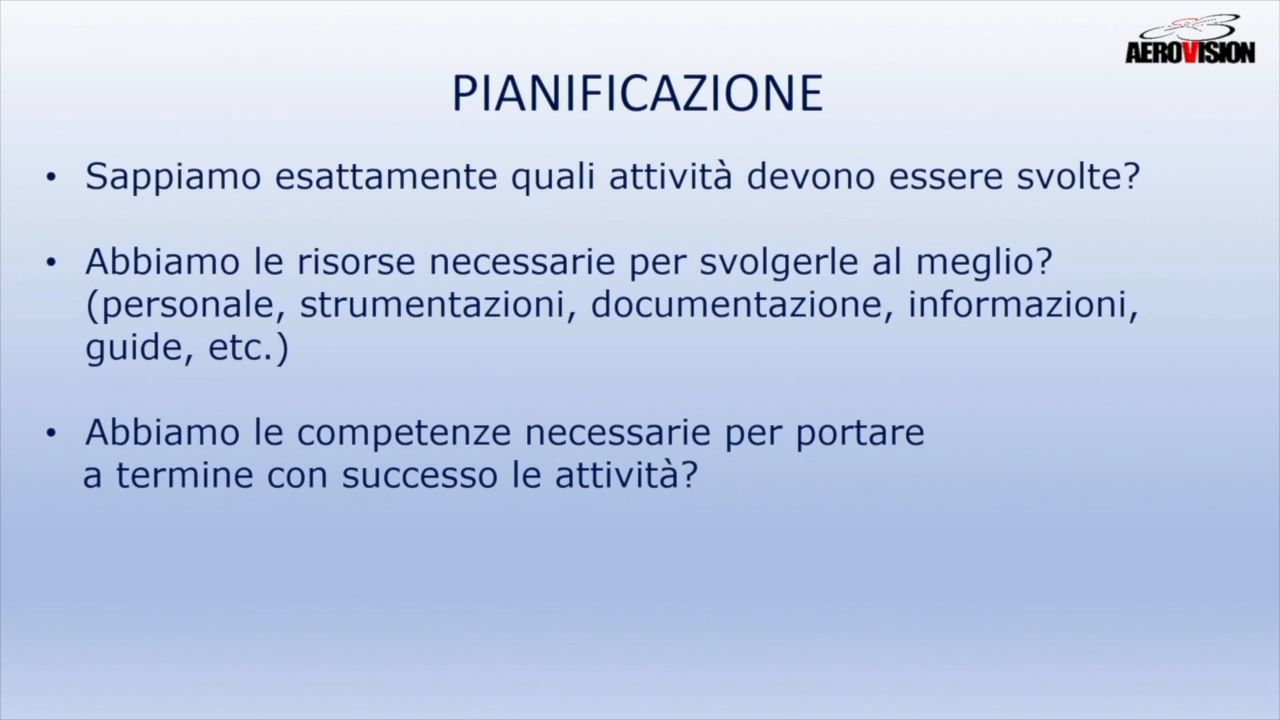 AEROVISION
PIANIFICAZIONE
• Sappiamo esattamente quali attività devono essere svolte?
• Abbiamo le risorse necessarie per svolgerle al meglio?
(personale, strumentazioni, documentazione, informazioni,
guide, etc.)
• Abbiamo le competenze necessarie per portare
a termine con successo le attività?